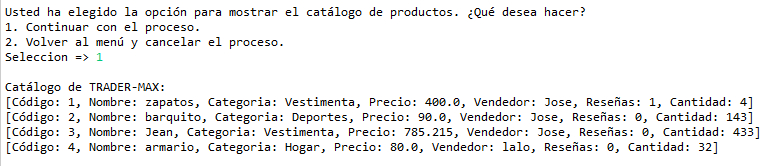 Usted ha elegido la opción para mostrar el catálogo de productos. ¿Qué desea hacer?
1. Continuar con el proceso.
2. Volver al menú y cancelar el proceso.
Seleccion => 1
Catálogo de TRADER-MAX:
[Código: 1, Nombre: zapatos, Categoria: Vestimenta, Precio: 400.0, Vendedor: Jose, Reseñas: 1, Cantidad: 4]
[Código: 2, Nombre: barquito, Categoria: Deportes, Precio: 90.0, Vendedor: Jose, Reseñas: 0, Cantidad: 143]
[Código: 3, Nombre: Jean, Categoria: Vestimenta, Precio: 785.215, Vendedor: Jose, Reseñas: 0, Cantidad: 433]
[Código: 4, Nombre: armario, Categoria: Hogar, Precio: 80.0, Vendedor: lalo, Reseñas: 0, Cantidad: 32]